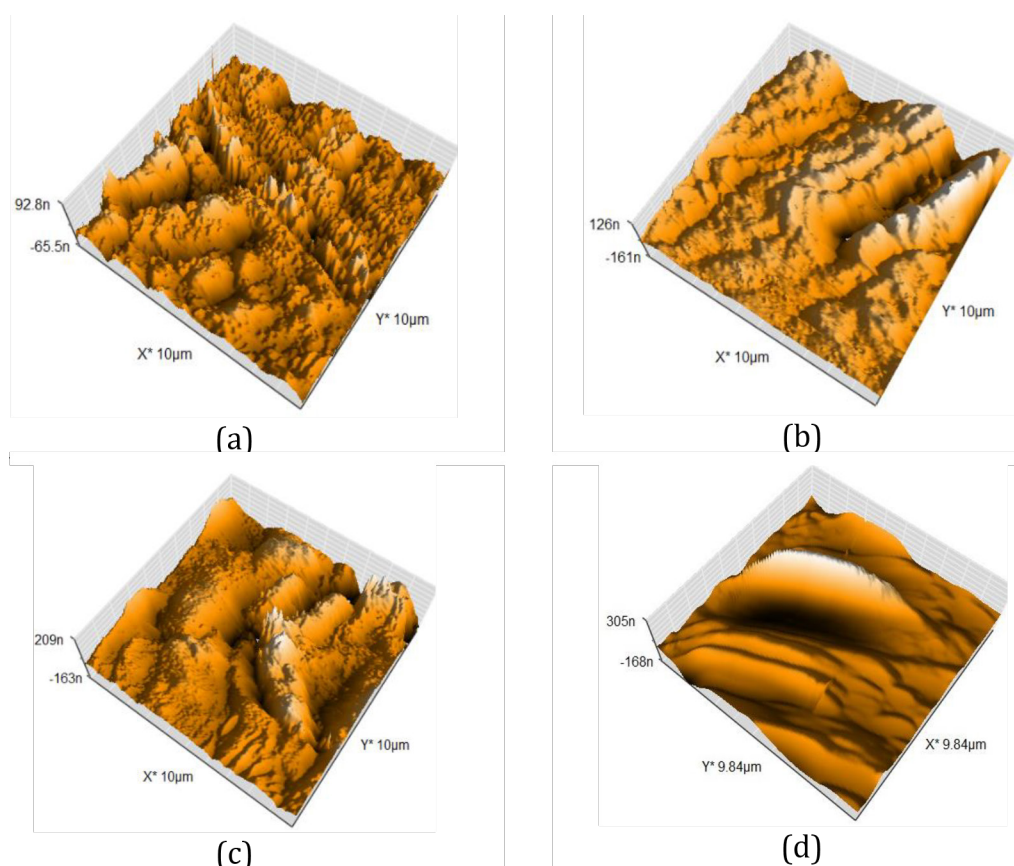 92.8n
-65.5n
X* 10µm
Y* 10µm
(a)
126n
-161n
X* 10µm
Y* 10µm
(b)
209n
-163n
X* 10µm
Y* 10µm
(c)
305n
-168n
Y* 9.84µm
X* 9.84µm
(d)